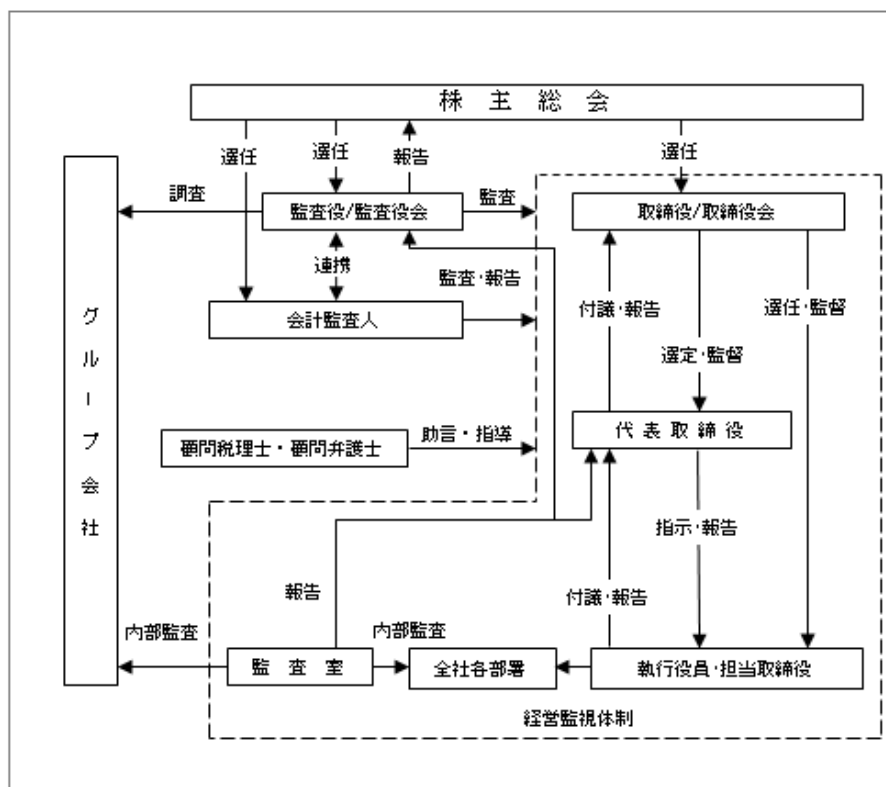 株主総会
選任
選任
報告
選任
調査
監査役/監査役会
監査
取締役/取締役会
連携
監査・報告
付議・報告
選任・監督
会計監査人
選定・監督
グループ会社
顧問税理士・顧問弁護士
助言・指導
代表取締役
指示・報告
報告
付議・報告
内部監査
内部監査
監査室
全社各部署
執行役員・担当取締役
経営監視体制